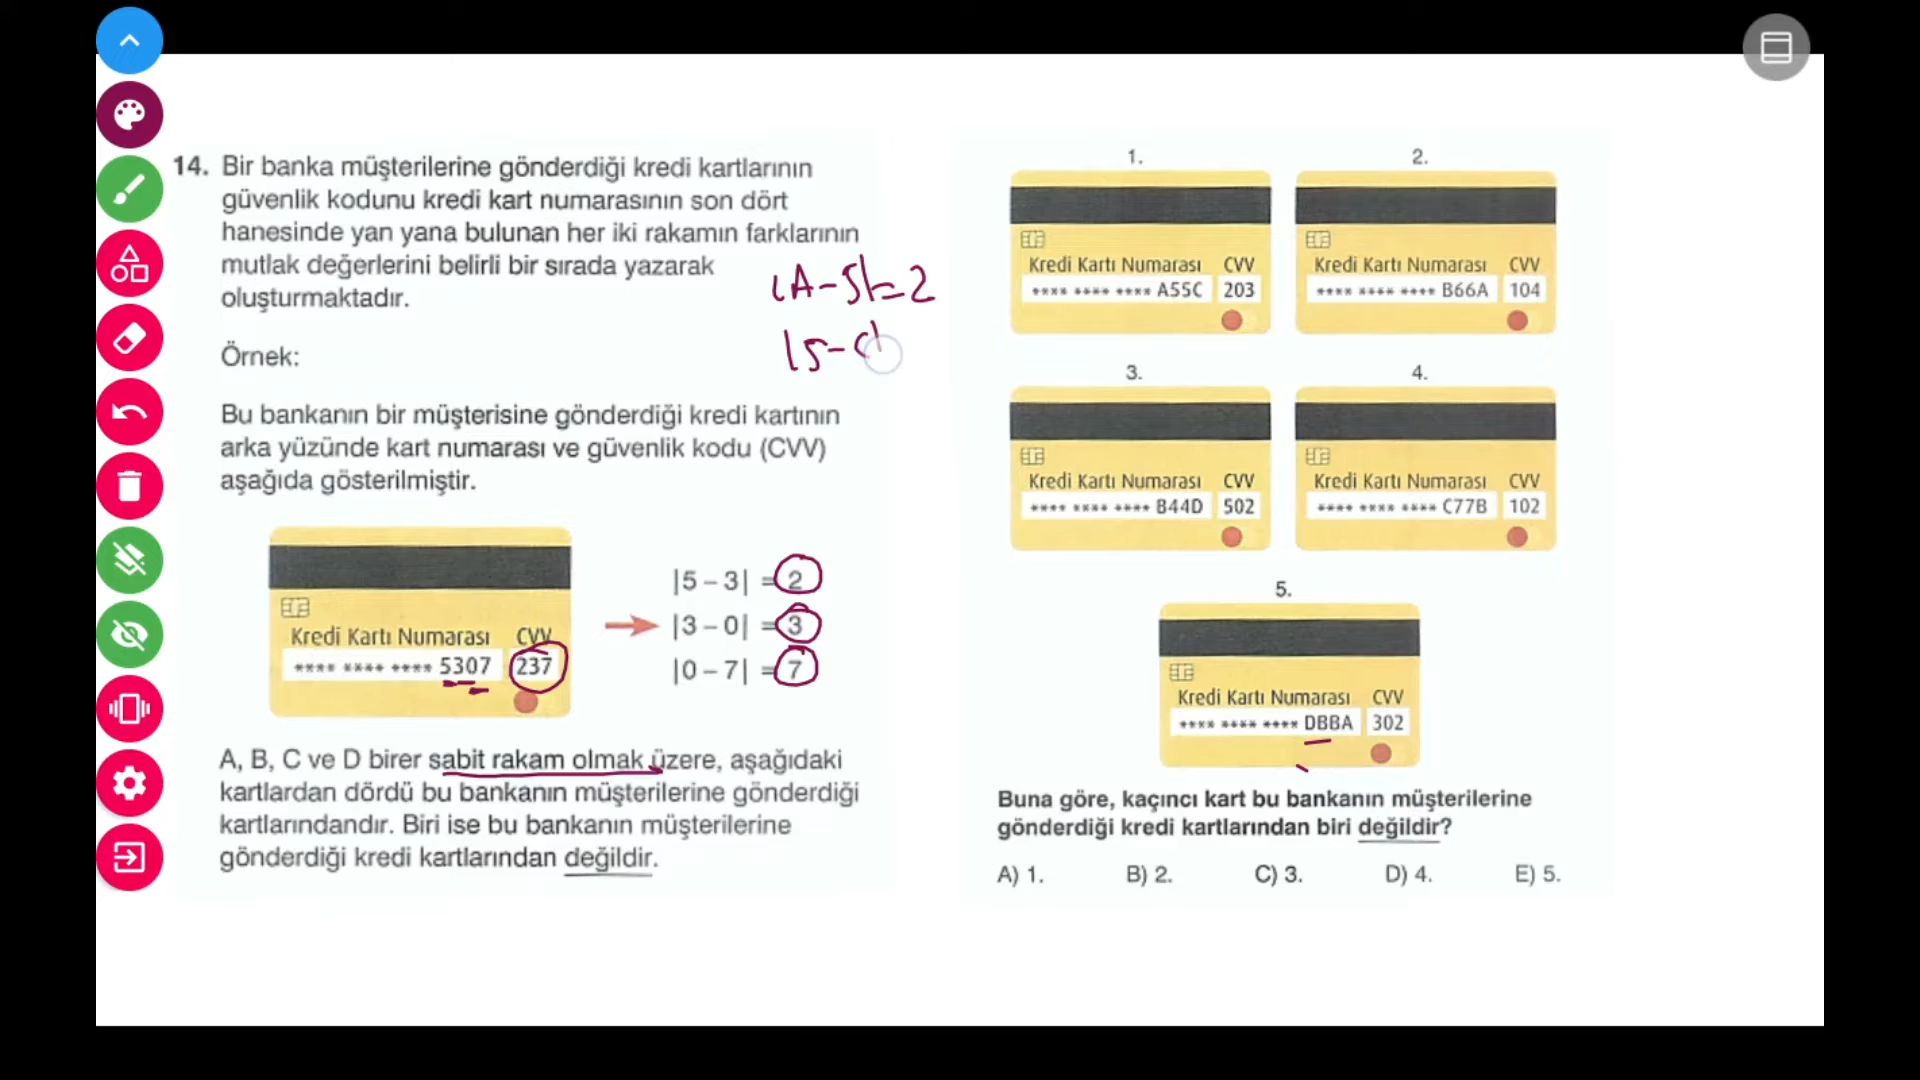 14. Bir banka müşterilerine gönderdiği kredi kartlarının
güvenlik kodunu kredi kart numarasının son dört
hanesinde yan yana bulunan her iki rakamın farklarının
mutlak değerlerini belirli bir sırada yazarak
oluşturmaktadır.
|A-5|=2
|5-
Örnek:
Bu bankanın bir müşterisine gönderdiği kredi kartının
arka yüzünde kart numarası ve güvenlik kodu (CVV)
aşağıda gösterilmiştir.
Kredi Kartı Numarası CVV
**** **** **** 5307 237
|5 – 3| = 2
|3 – 0| = 3
|0 – 7| = 7
A, B, C ve D birer sabit rakam olmak üzere, aşağıdaki
kartlardan dördü bu bankanın müşterilerine gönderdiği
kartlarındandır. Biri ise bu bankanın müşterilerine
gönderdiği kredi kartlarından değildir.
1.
Kredi Kartı Numarası CVV
**** **** **** A55C 203
2.
Kredi Kartı Numarası CVV
**** **** **** B66A 104
3.
Kredi Kartı Numarası CVV
**** **** **** B44D 502
4.
Kredi Kartı Numarası CVV
**** **** **** C77B 102
5.
Kredi Kartı Numarası CVV
**** **** **** DBBA 302
Buna göre, kaçıncı kart bu bankanın müşterilerine
gönderdiği kredi kartlarından biri değildir?
A) 1. B) 2. C) 3. D) 4. E) 5.